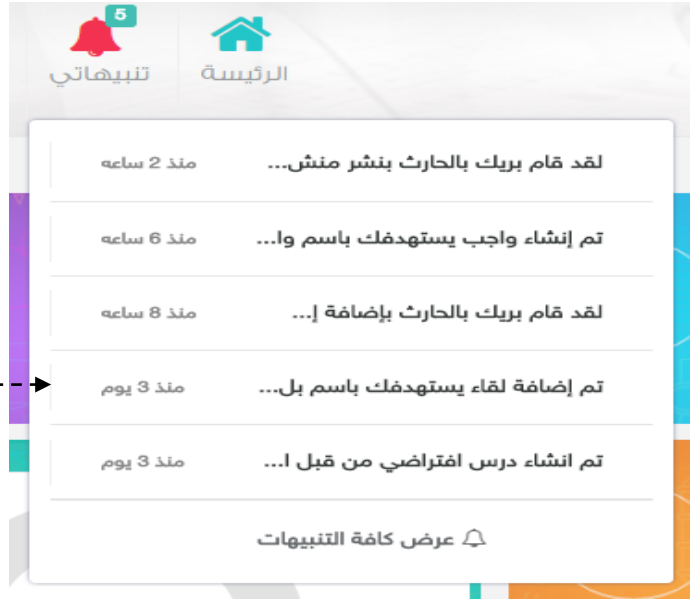 5
الرئيسة تنبيهاتي
لقد قام بريك بالحارث بنشر منش... منذ 2 ساعه
تم إنشاء واجب يستهدفك باسم وا... منذ 6 ساعه
لقد قام بريك بالحارث بإضافة إ... منذ 8 ساعه
تم إضافة لقاء يستهدفك باسم بل... منذ 3 يوم
تم انشاء درس افتراضي من قبل ا... منذ 3 يوم
عرض كافة التنبيهات